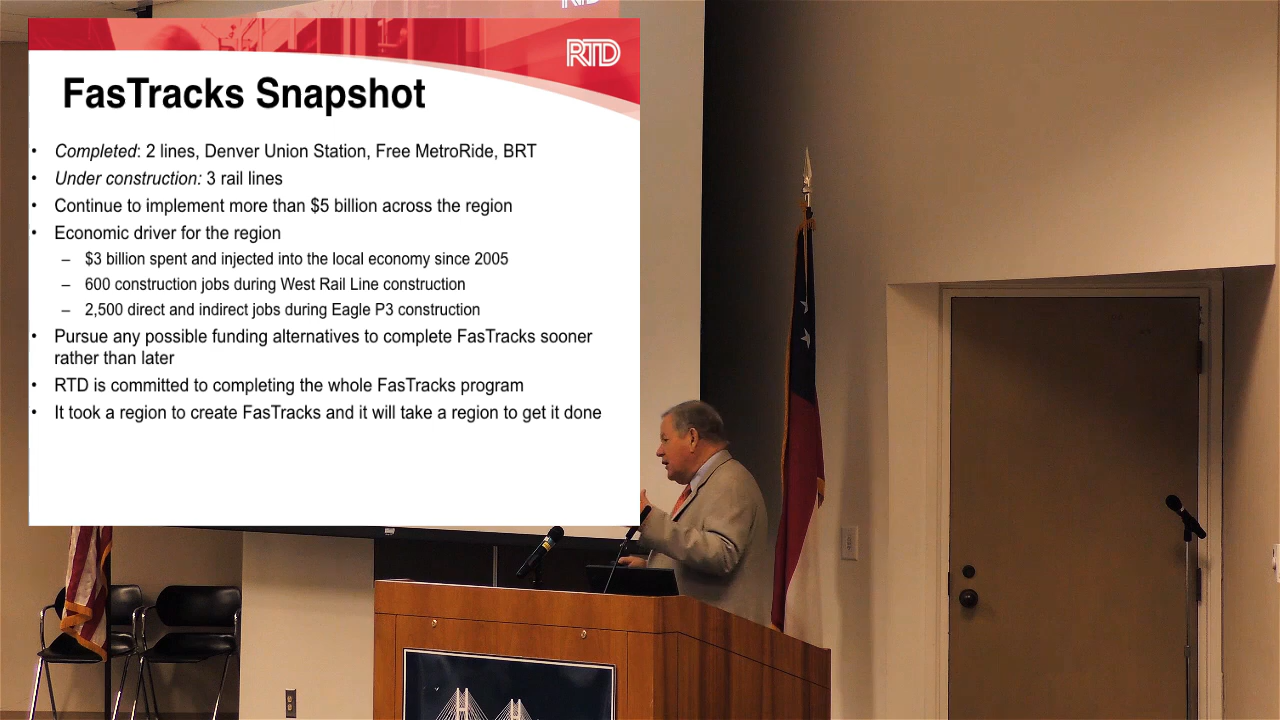 RTD
FasTracks Snapshot
• Completed: 2 lines, Denver Union Station, Free MetroRide, BRT
• Under construction: 3 rail lines
• Continue to implement more than $5 billion across the region
• Economic driver for the region
– $3 billion spent and injected into the local economy since 2005
– 600 construction jobs during West Rail Line construction
– 2,500 direct and indirect jobs during Eagle P3 construction
• Pursue any possible funding alternatives to complete FasTracks sooner
rather than later
• RTD is committed to completing the whole FasTracks program
• It took a region to create FasTracks and it will take a region to get it done